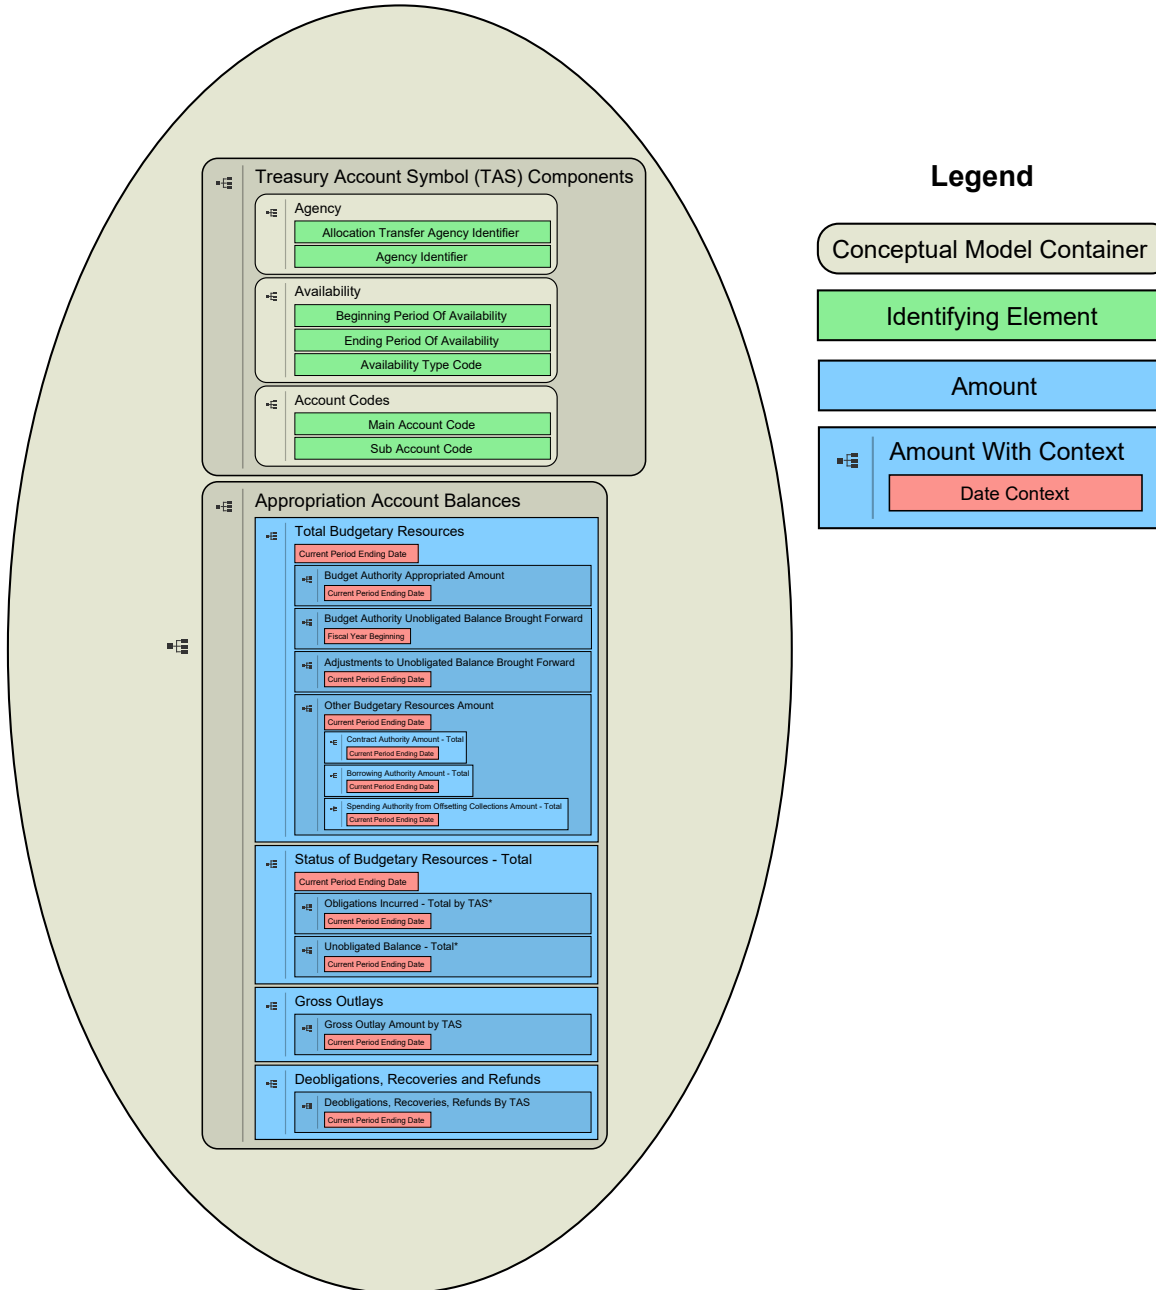 Treasury Account Symbol (TAS) Components
Agency
Allocation Transfer Agency Identifier
Agency Identifier
Availability
Beginning Period Of Availability
Ending Period Of Availability
Availability Type Code
Account Codes
Main Account Code
Sub Account Code
Appropriation Account Balances
Total Budgetary Resources
Current Period Ending Date
Budget Authority Appropriated Amount
Current Period Ending Date
Budget Authority Unobligated Balance Brought Forward
Fiscal Year Beginning
Adjustments to Unobligated Balance Brought Forward
Current Period Ending Date
Other Budgetary Resources Amount
Current Period Ending Date
Contract Authority Amount - Total
Current Period Ending Date
Borrowing Authority Amount - Total
Current Period Ending Date
Spending Authority from Offsetting Collections Amount - Total
Current Period Ending Date
Status of Budgetary Resources - Total
Current Period Ending Date
Obligations Incurred - Total by TAS*
Current Period Ending Date
Unobligated Balance - Total*
Current Period Ending Date
Gross Outlays
Gross Outlay Amount by TAS
Current Period Ending Date
Deobligations, Recoveries and Refunds
Deobligations, Recoveries, Refunds By TAS
Current Period Ending Date
Legend
Conceptual Model Container
Identifying Element
Amount
Amount With Context
Date Context